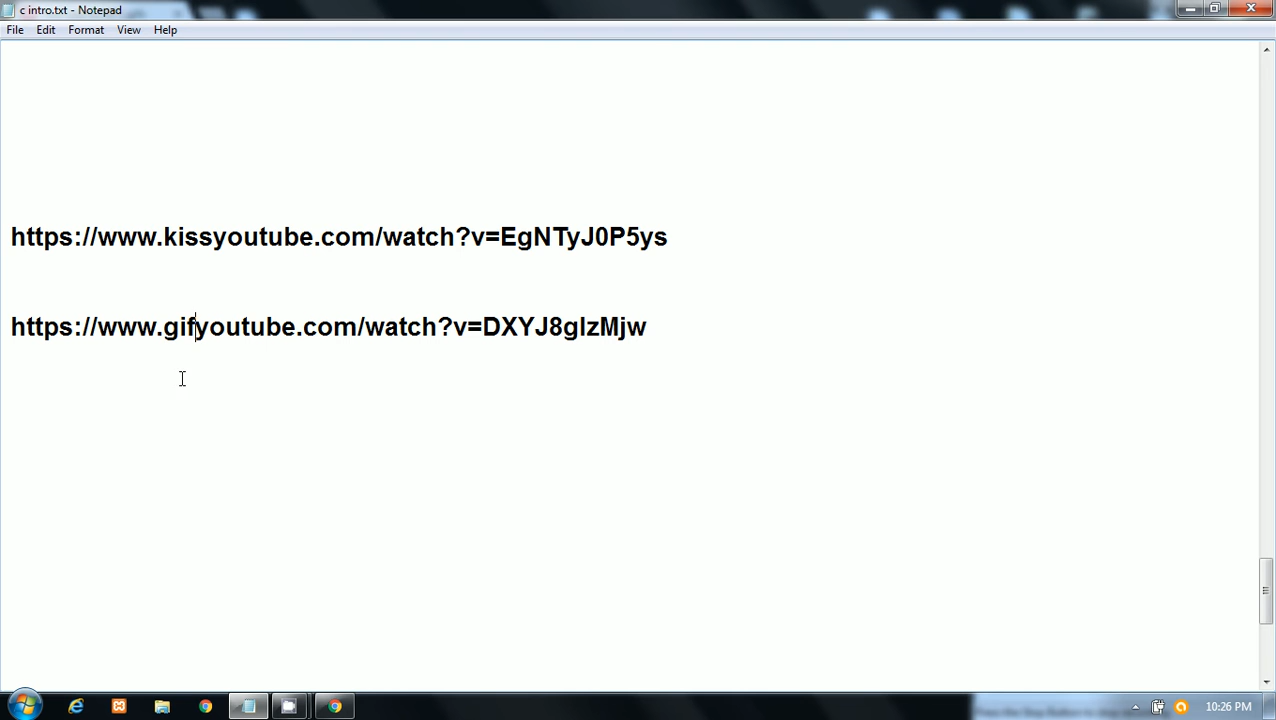 c intro.txt - Notepad
File Edit Format View Help
https://www.kissyoutube.com/watch?v=EgNTyJ0P5ys
https://www.gifyoutube.com/watch?v=DXYJ8gIzMjw
10:26 PM